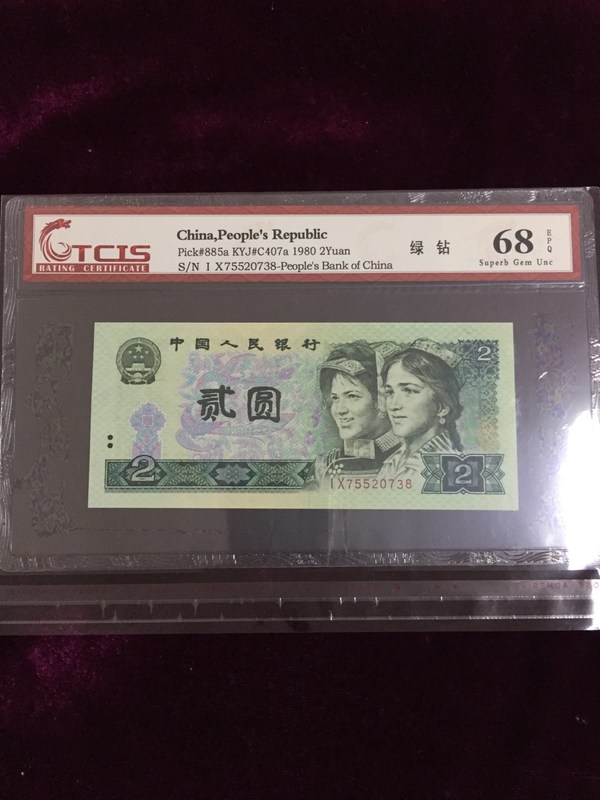 TCIS
RATING CERTIFICATE
China,People's Republic
Pick#885a KYJ#C407a 1980 2Yuan
S/N I X75520738-People's Bank of China
绿 钻
68 EPQ
Superb Gem Unc
中国人民银行
2
贰圆
2
IX75520738
2